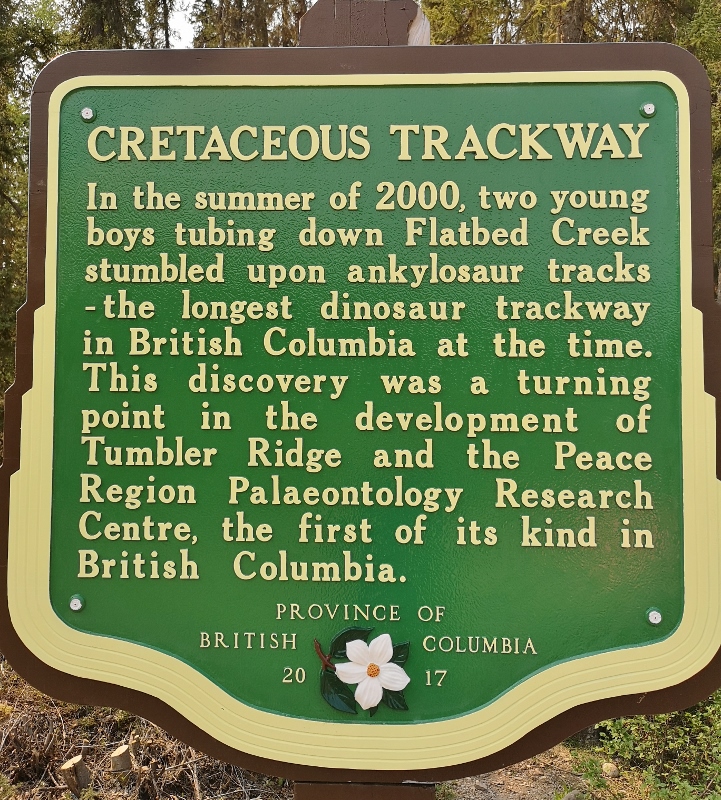 CRETACEOUS TRACKWAY
In the summer of 2000, two young
boys tubing down Flatbed Creek
stumbled upon ankylosaur tracks
-the longest dinosaur trackway
in British Columbia at the time.
This discovery was a turning
point in the development of
Tumbler Ridge and the Peace
Region Palaeontology Research
Centre, the first of its kind in
British Columbia.
PROVINCE OF
BRITISH COLUMBIA
20 17